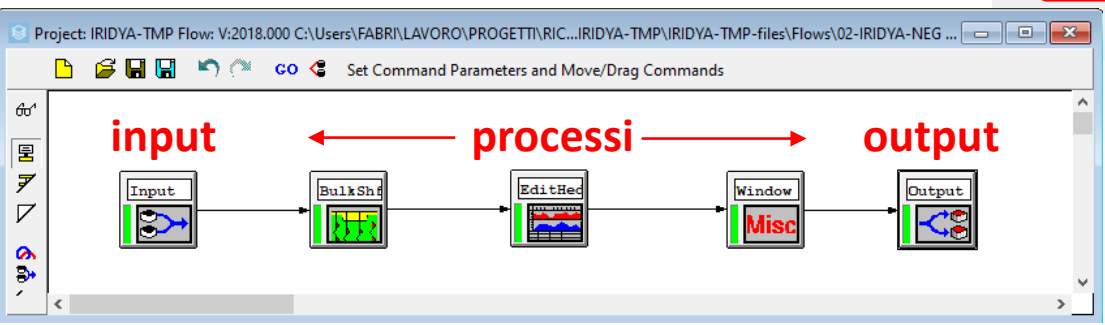 Project: IRIDYA-TMP Flow: V:2018.000 C:\Users\FABRI\LAVORO\PROGETTI\RIC...IRIDYA-TMP\IRIDYA-TMP-files\Flows\02-IRIDYA-NEG ...
GO Set Command Parameters and Move/Drag Commands
input processi output
Input BulkShf EditHed Window Output
Misc